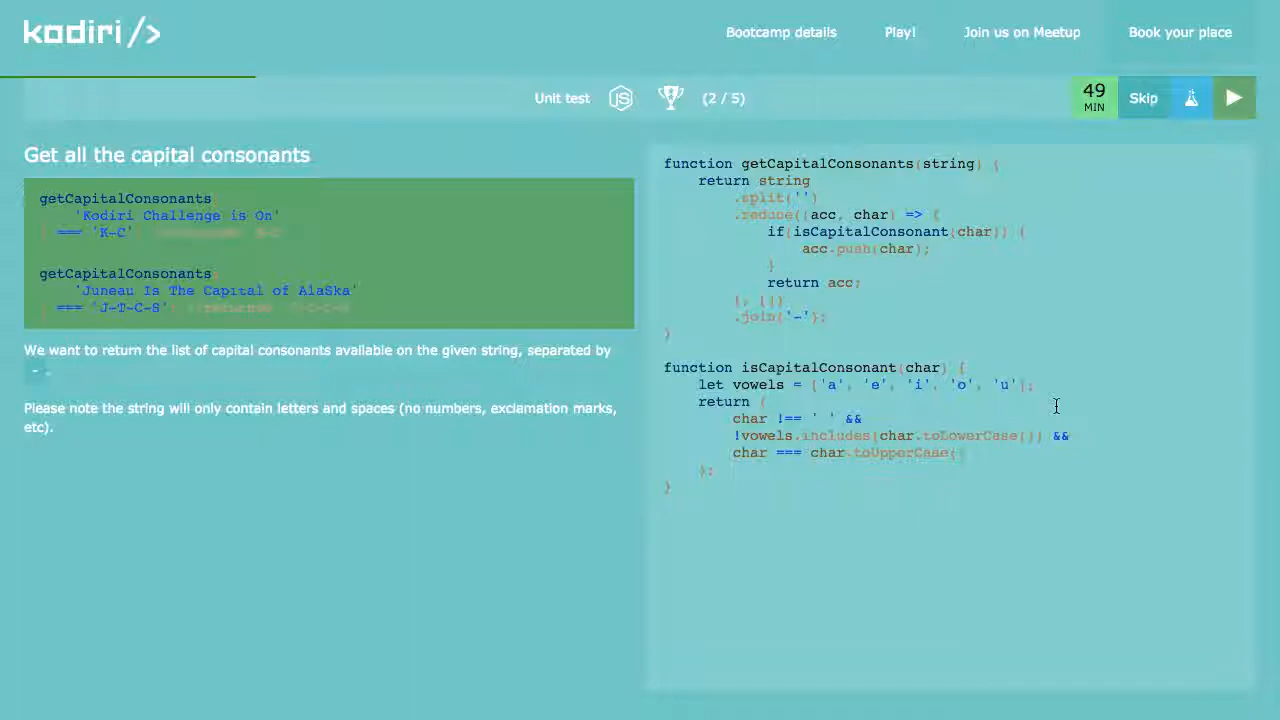 kodiri/>
Bootcamp details
Play!
Join us on Meetup
Book your place
Unit test
JS
(2 / 5)
49
MIN
Skip
Get all the capital consonants
getCapitalConsonants(
'Kodiri Challenge is On'
) === 'K-C'
getCapitalConsonants(
'Juneau Is The Capital of AlaSka'
) === 'J-T-C-S';
We want to return the list of capital consonants available on the given string, separated by
- .
Please note the string will only contain letters and spaces (no numbers, exclamation marks,
etc).
function getCapitalConsonants(string) {
return string
.split('')
.reduce((acc, char) => {
if(isCapitalConsonant(char)) {
acc.push(char);
}
return acc;
}, [])
.join('-');
}
function isCapitalConsonant(char) {
let vowels = ['a', 'e', 'i', 'o', 'u'];
return (
char !== ' ' &&
!vowels.includes(char.toLowerCase()) &&
char === char.toUpperCase()
);
}